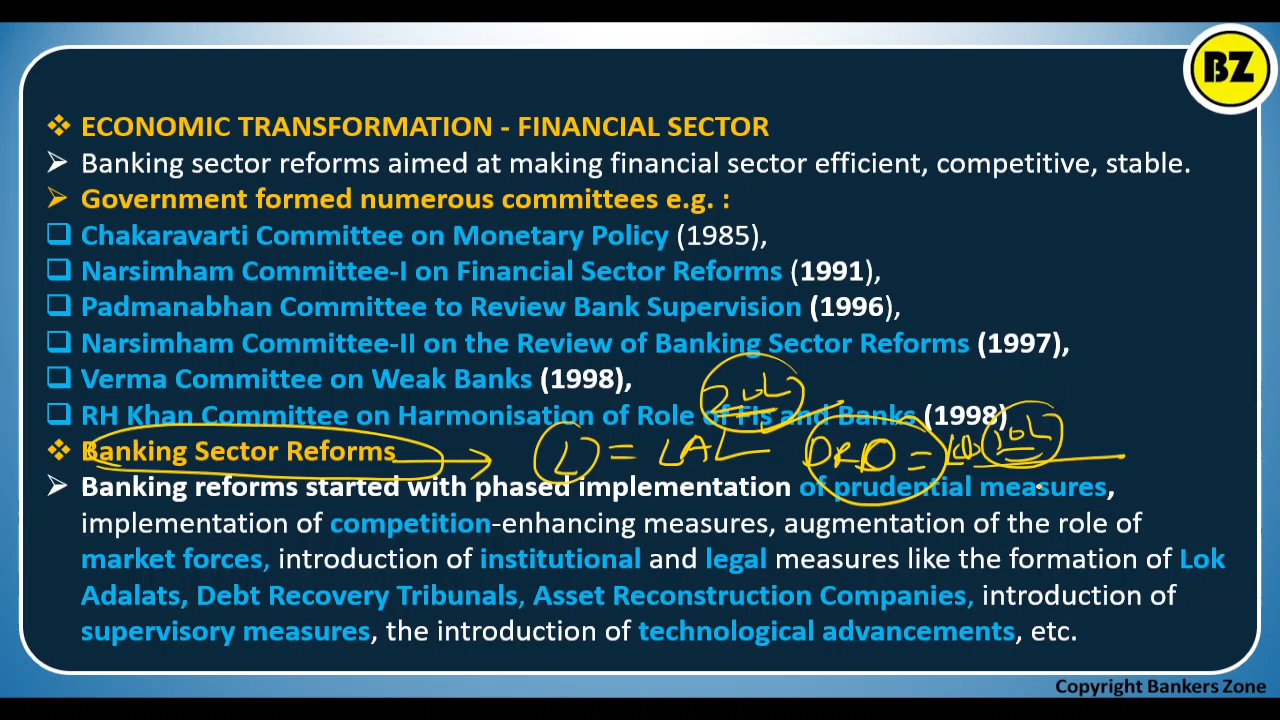 BZ
ECONOMIC TRANSFORMATION - FINANCIAL SECTOR
Banking sector reforms aimed at making financial sector efficient, competitive, stable.
Government formed numerous committees e.g. :
Chakaravarti Committee on Monetary Policy (1985),
Narsimham Committee-I on Financial Sector Reforms (1991),
Padmanabhan Committee to Review Bank Supervision (1996),
Narsimham Committee-II on the Review of Banking Sector Reforms (1997),
Verma Committee on Weak Banks (1998),
20L
RH Khan Committee on Harmonisation of Role of FIs and Banks (1998)
Banking Sector Reforms
L = LAL
10L
Banking reforms started with phased implementation of prudential measures,
implementation of competition-enhancing measures, augmentation of the role of
market forces, introduction of institutional and legal measures like the formation of Lok
Adalats, Debt Recovery Tribunals, Asset Reconstruction Companies, introduction of
supervisory measures, the introduction of technological advancements, etc.
Copyright Bankers Zone